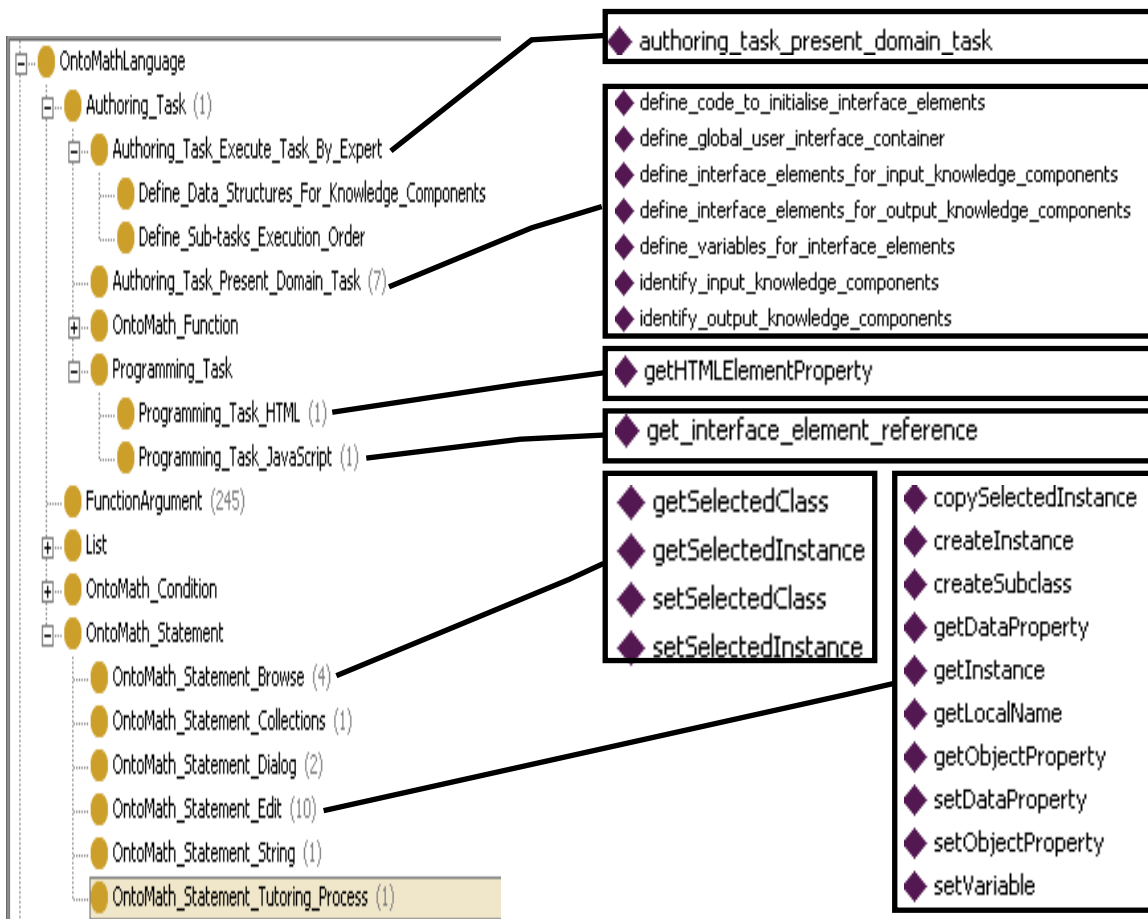 OntoMathLanguage
Authoring_Task (1)
Authoring_Task_Execute_Task_By_Expert
Define_Data_Structures_For_Knowledge_Components
Define_Sub-tasks_Execution_Order
Authoring_Task_Present_Domain_Task (7)
OntoMath_Function
Programming_Task
Programming_Task_HTML (1)
Programming_Task_JavaScript (1)
FunctionArgument (245)
List
OntoMath_Condition
OntoMath_Statement
OntoMath_Statement_Browse (4)
OntoMath_Statement_Collections (1)
OntoMath_Statement_Dialog (2)
OntoMath_Statement_Edit (10)
OntoMath_Statement_String (1)
OntoMath_Statement_Tutoring_Process (1)
authoring_task_present_domain_task
define_code_to_initialise_interface_elements
define_global_user_interface_container
define_interface_elements_for_input_knowledge_components
define_interface_elements_for_output_knowledge_components
define_variables_for_interface_elements
identify_input_knowledge_components
identify_output_knowledge_components
getHTMLElementProperty
get_interface_element_reference
getSelectedClass
getSelectedInstance
setSelectedClass
setSelectedInstance
copySelectedInstance
createInstance
createSubclass
getDataProperty
getInstance
getLocalName
getObjectProperty
setDataProperty
setObjectProperty
setVariable